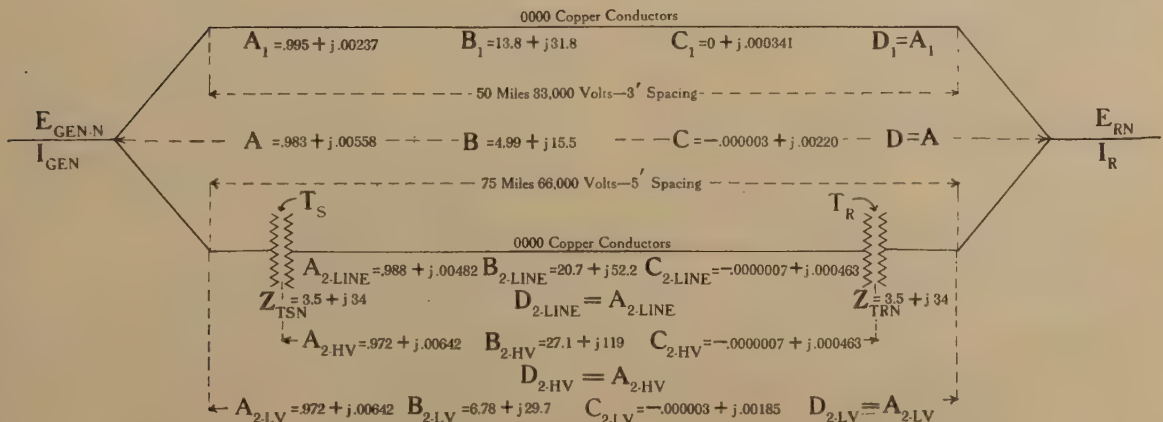 0000 Copper Conductors
A1 =.995 + j.00237 B1 =13.8 + j31.8 C1 =0 + j.000341 D1 = A1
50 Miles 33,000 Volts—3′ Spacing
EGEN-N ERN
A =.983 + j.00558 B =4.99 + j15.5 C =-.000003 + j.00220 D = A
IGEN IR
75 Miles 66,000 Volts—5′ Spacing
TS TR
0000 Copper Conductors
A2-LINE =.988 + j.00482 B2-LINE =20.7 + j52.2 C2-LINE =-.0000007 + j.000463
ZTSN = 3.5 + j34 D2-LINE = A2-LINE ZTRN = 3.5 + j34
A2-HV =.972 + j.00642 B2-HV =27.1 + j119 C2-HV =-.0000007 + j.000463
D2-HV = A2-HV
A2-LV =.972 + j.00642 B2-LV =6.78 + j29.7 C2-LV =-.000003 + j.00185 D2-LV = A2-LV